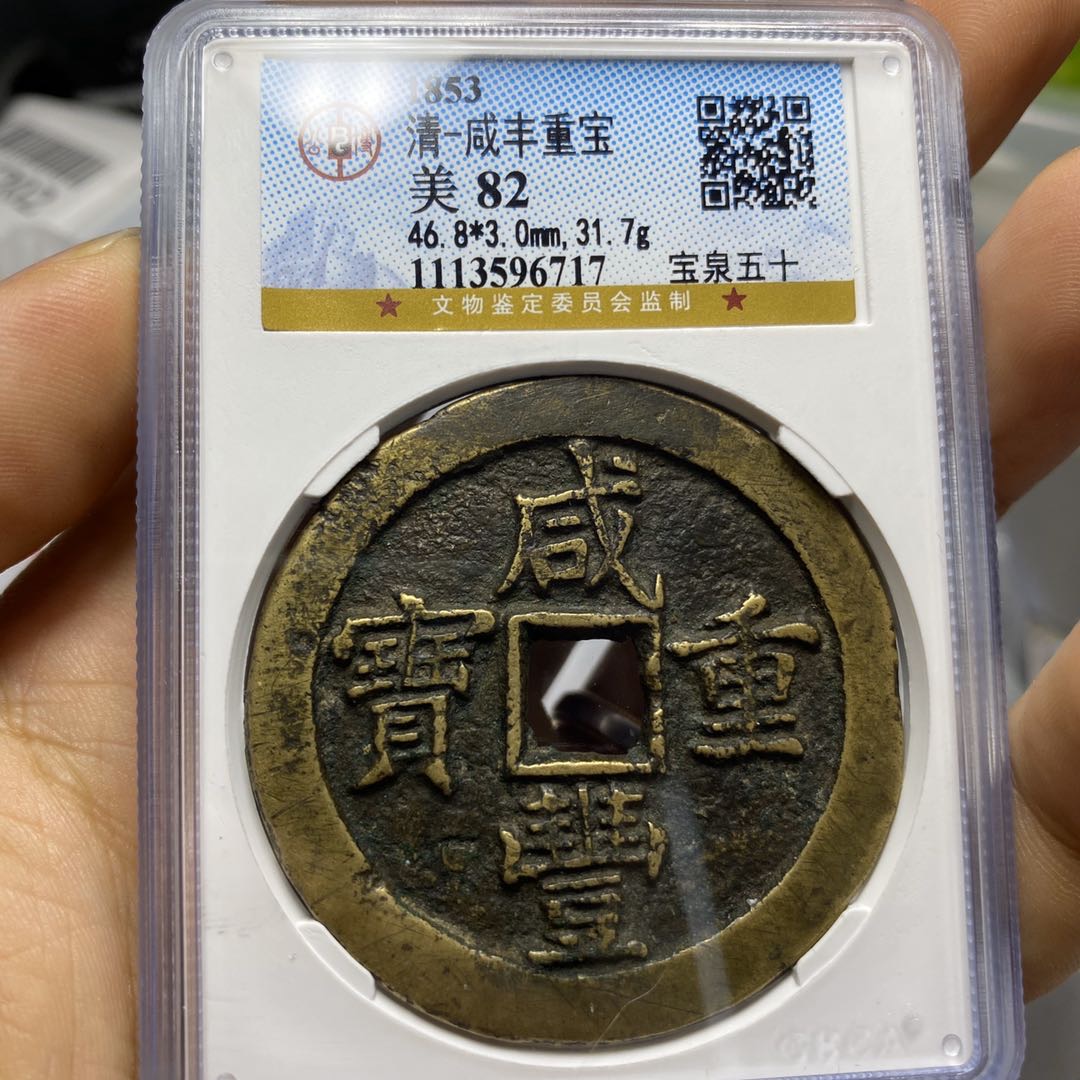 1853
清-咸丰重宝
美 82
46.8*3.0mm,31.7g
1113596717 宝泉五十
文物鉴定委员会监制
咸
寶 重
豐